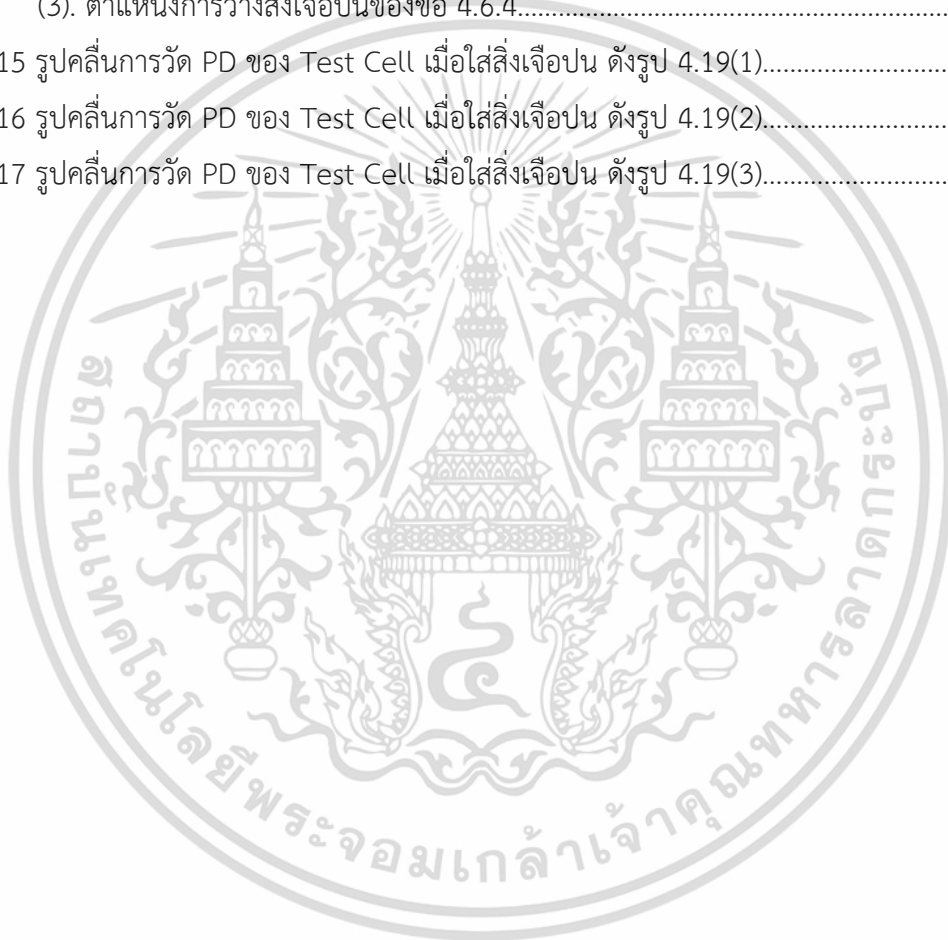 (3). ตำแหน่งการวางสิ่งเจือปนของข้อ 4.6.4................................................................
15 รูปคลื่นการวัด PD ของ Test Cell เมื่อใส่สิ่งเจือปน ดังรูป 4.19(1)............................
16 รูปคลื่นการวัด PD ของ Test Cell เมื่อใส่สิ่งเจือปน ดังรูป 4.19(2)............................
17 รูปคลื่นการวัด PD ของ Test Cell เมื่อใส่สิ่งเจือปน ดังรูป 4.19(3)............................
๔
สถาบันเทคโนโลยีพระจอมเกล้าเจ้าคุณทหารลาดกระบัง